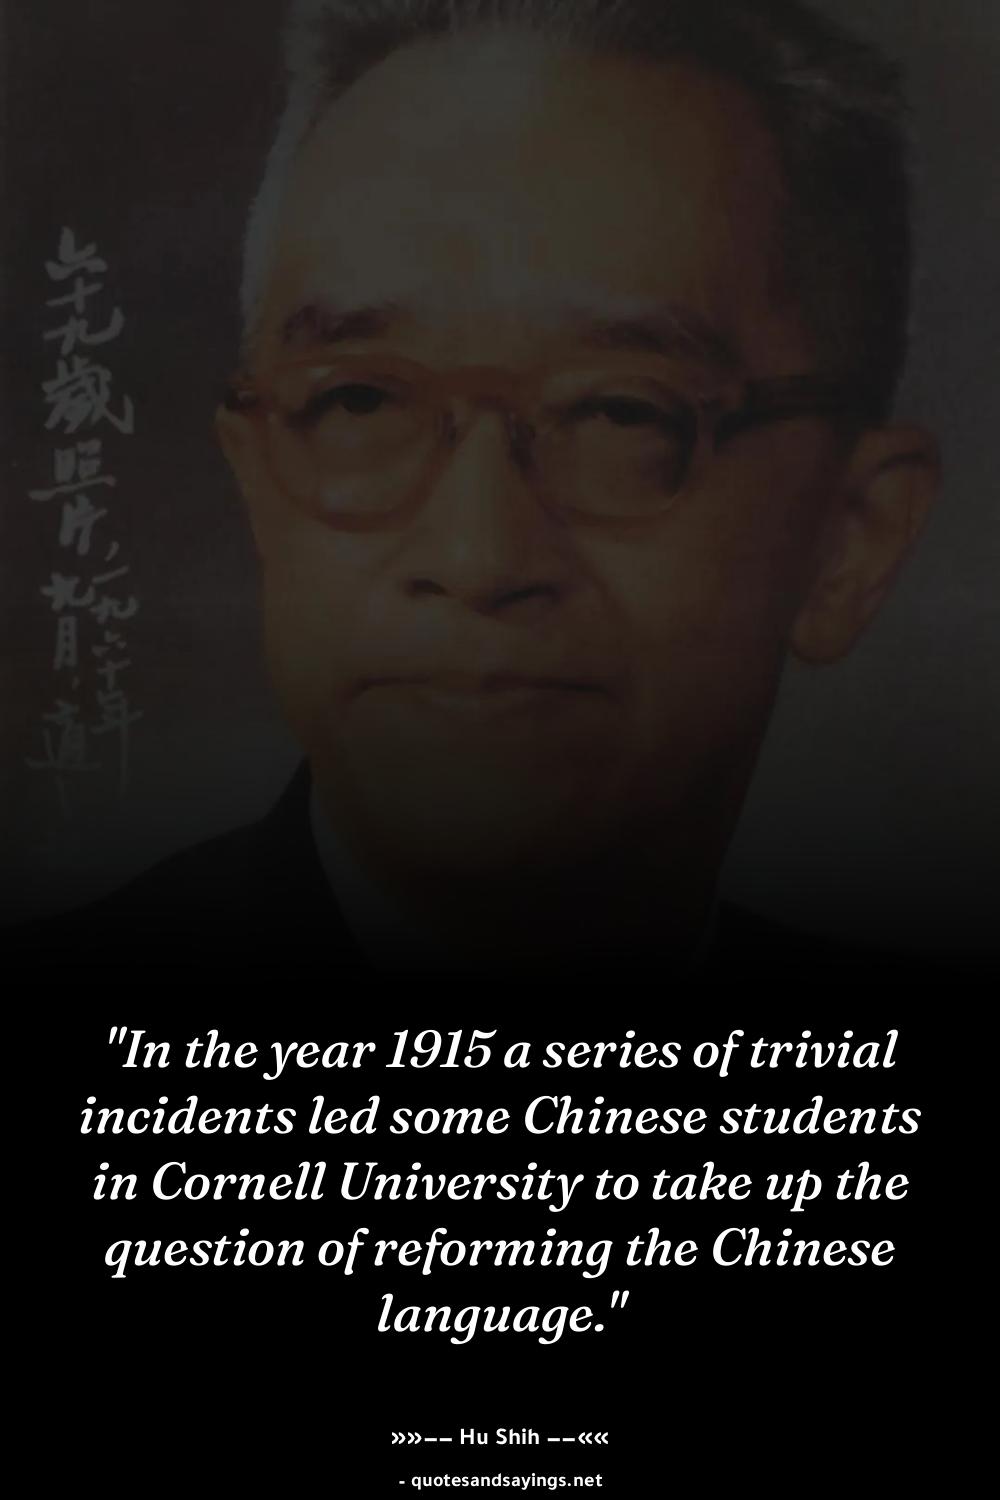 六十九歲照片，一九六十年
九月，適
"In the year 1915 a series of trivial
incidents led some Chinese students
in Cornell University to take up the
question of reforming the Chinese
language."
»»−− Hu Shih −−««
- quotesandsayings.net